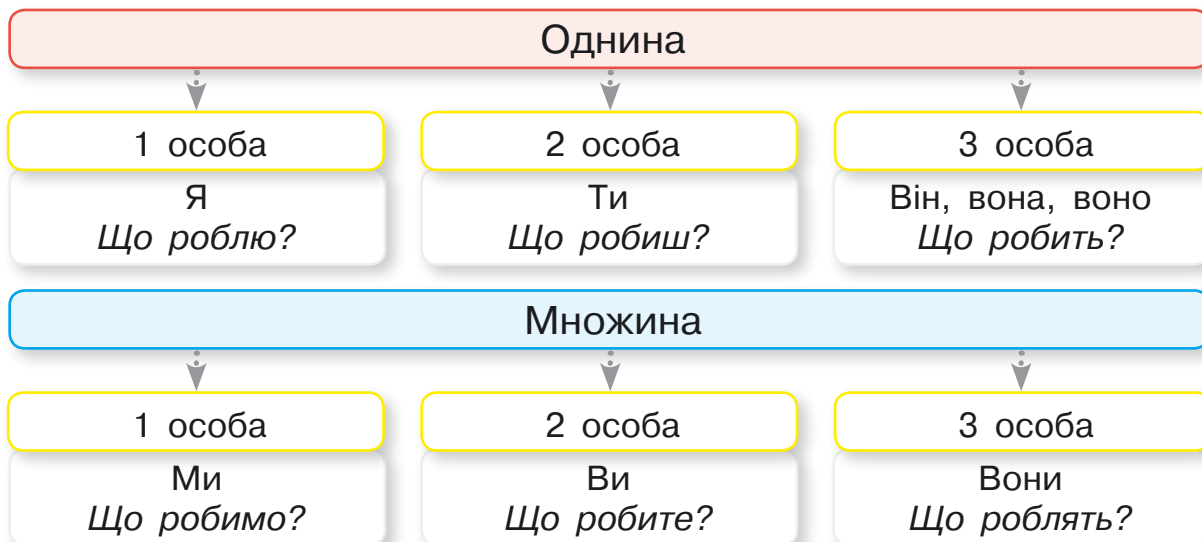 Однина
1 особа
2 особа
3 особа
Я
Що роблю?
Ти
Що робиш?
Він, вона, воно
Що робить?
Множина
1 особа
2 особа
3 особа
Ми
Що робимо?
Ви
Що робите?
Вони
Що роблять?